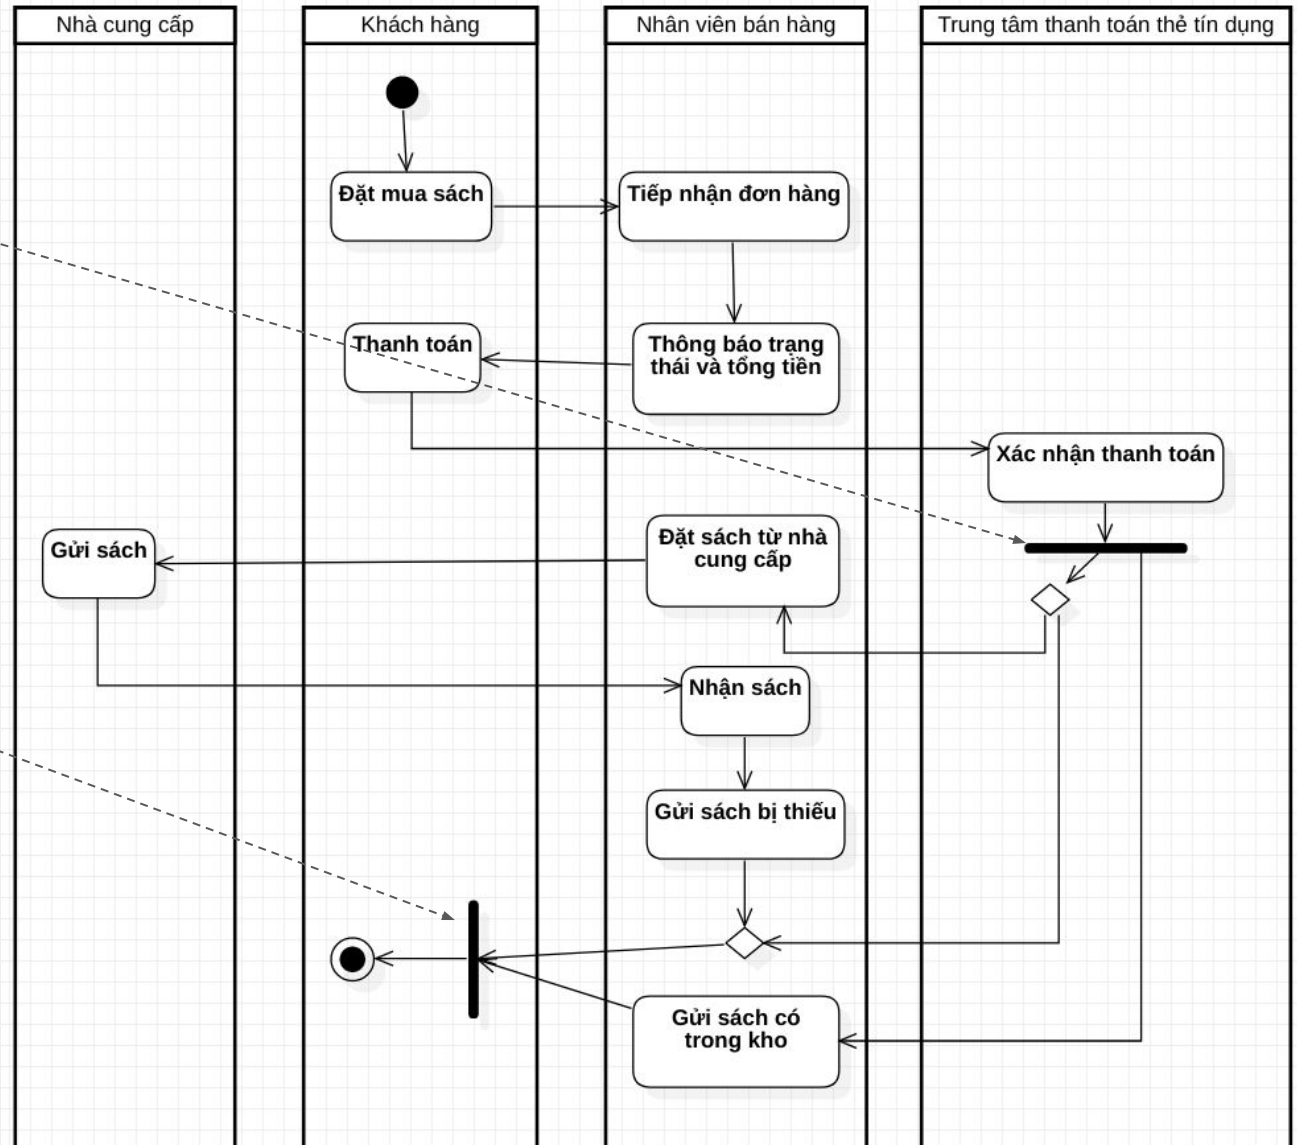 Nhà cung cấp
Khách hàng
Nhân viên bán hàng
Trung tâm thanh toán thẻ tín dụng
Đặt mua sách
Tiếp nhận đơn hàng
Thanh toán
Thông báo trạng
thái và tổng tiền
Xác nhận thanh toán
Gửi sách
Đặt sách từ nhà
cung cấp
Nhận sách
Gửi sách bị thiếu
Gửi sách có
trong kho